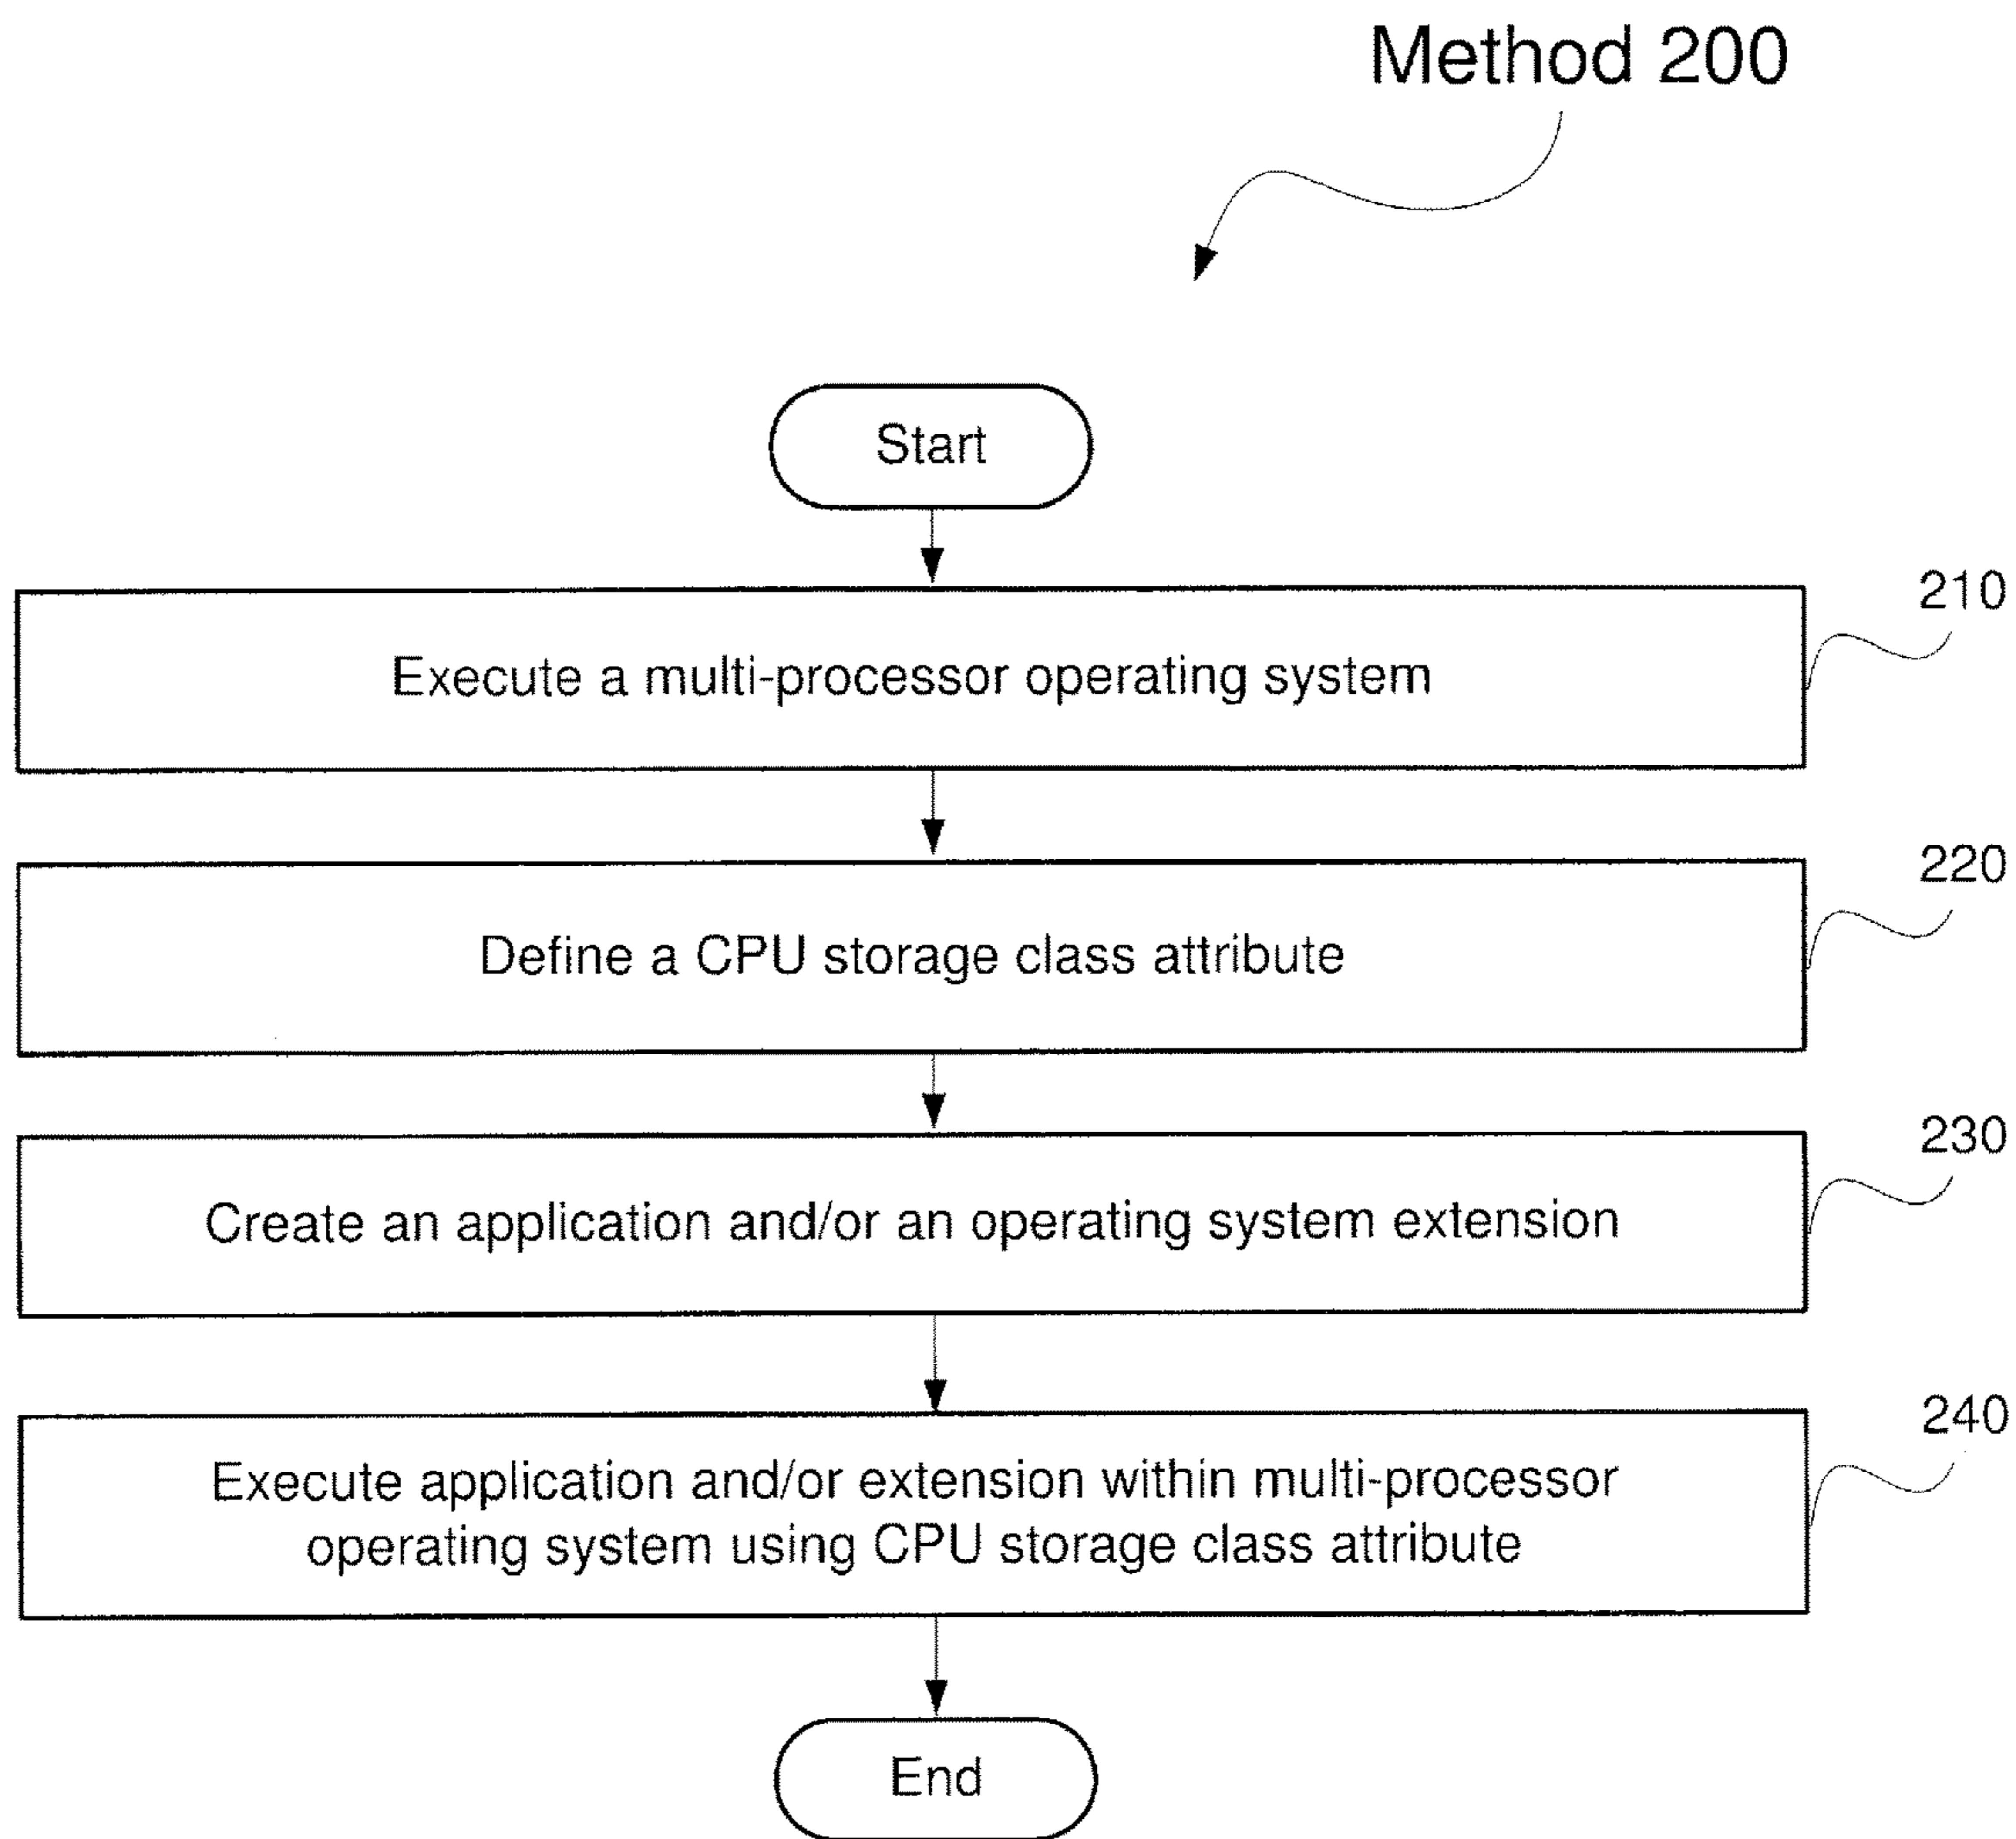 Method 200
Start
210
Execute a multi-processor operating system
220
Define a CPU storage class attribute
230
Create an application and/or an operating system extension
240
Execute application and/or extension within multi-processor
operating system using CPU storage class attribute
End